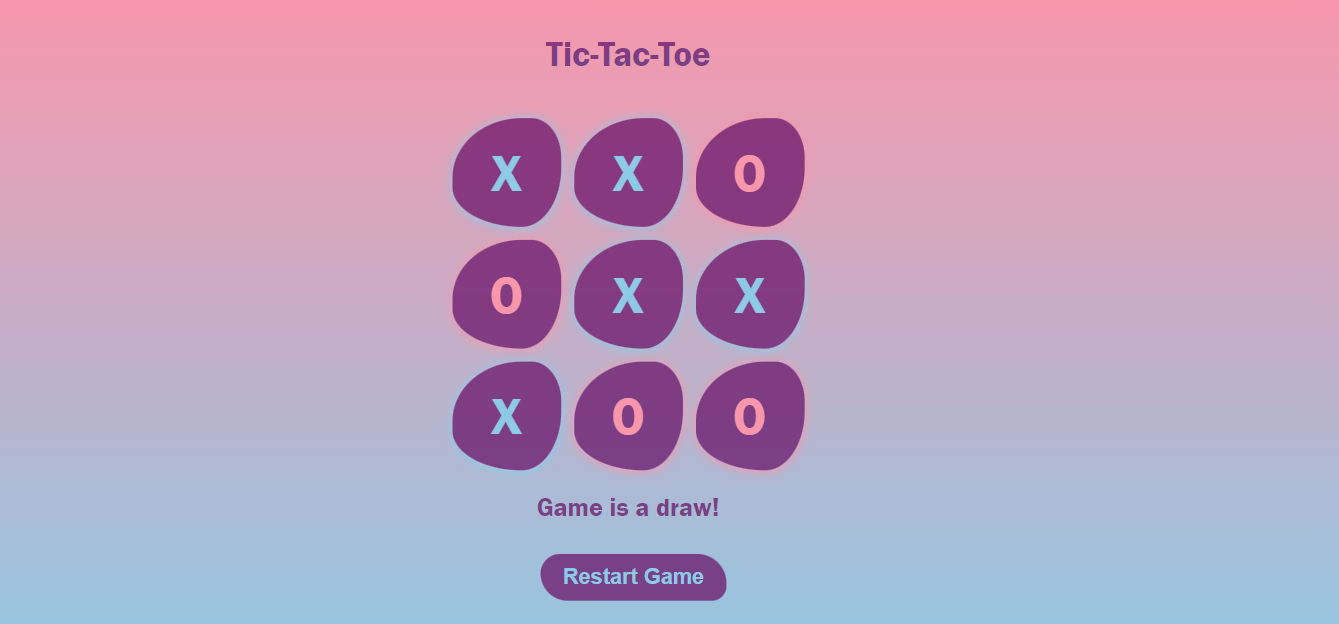 Tic-Tac-Toe
X X O
O X X
X O O
Game is a draw!
Restart Game